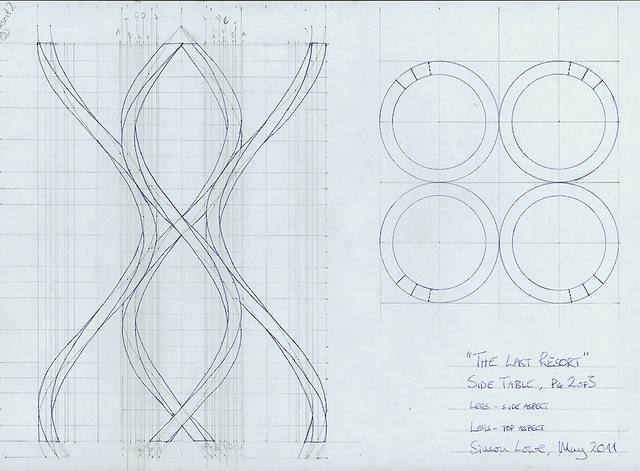 "THE LAST RESORT"
SIDE TABLE, PG 2 OF 3
LEGS - SIDE ASPECT
LEGS - TOP ASPECT
Simon Lowe, May 2011